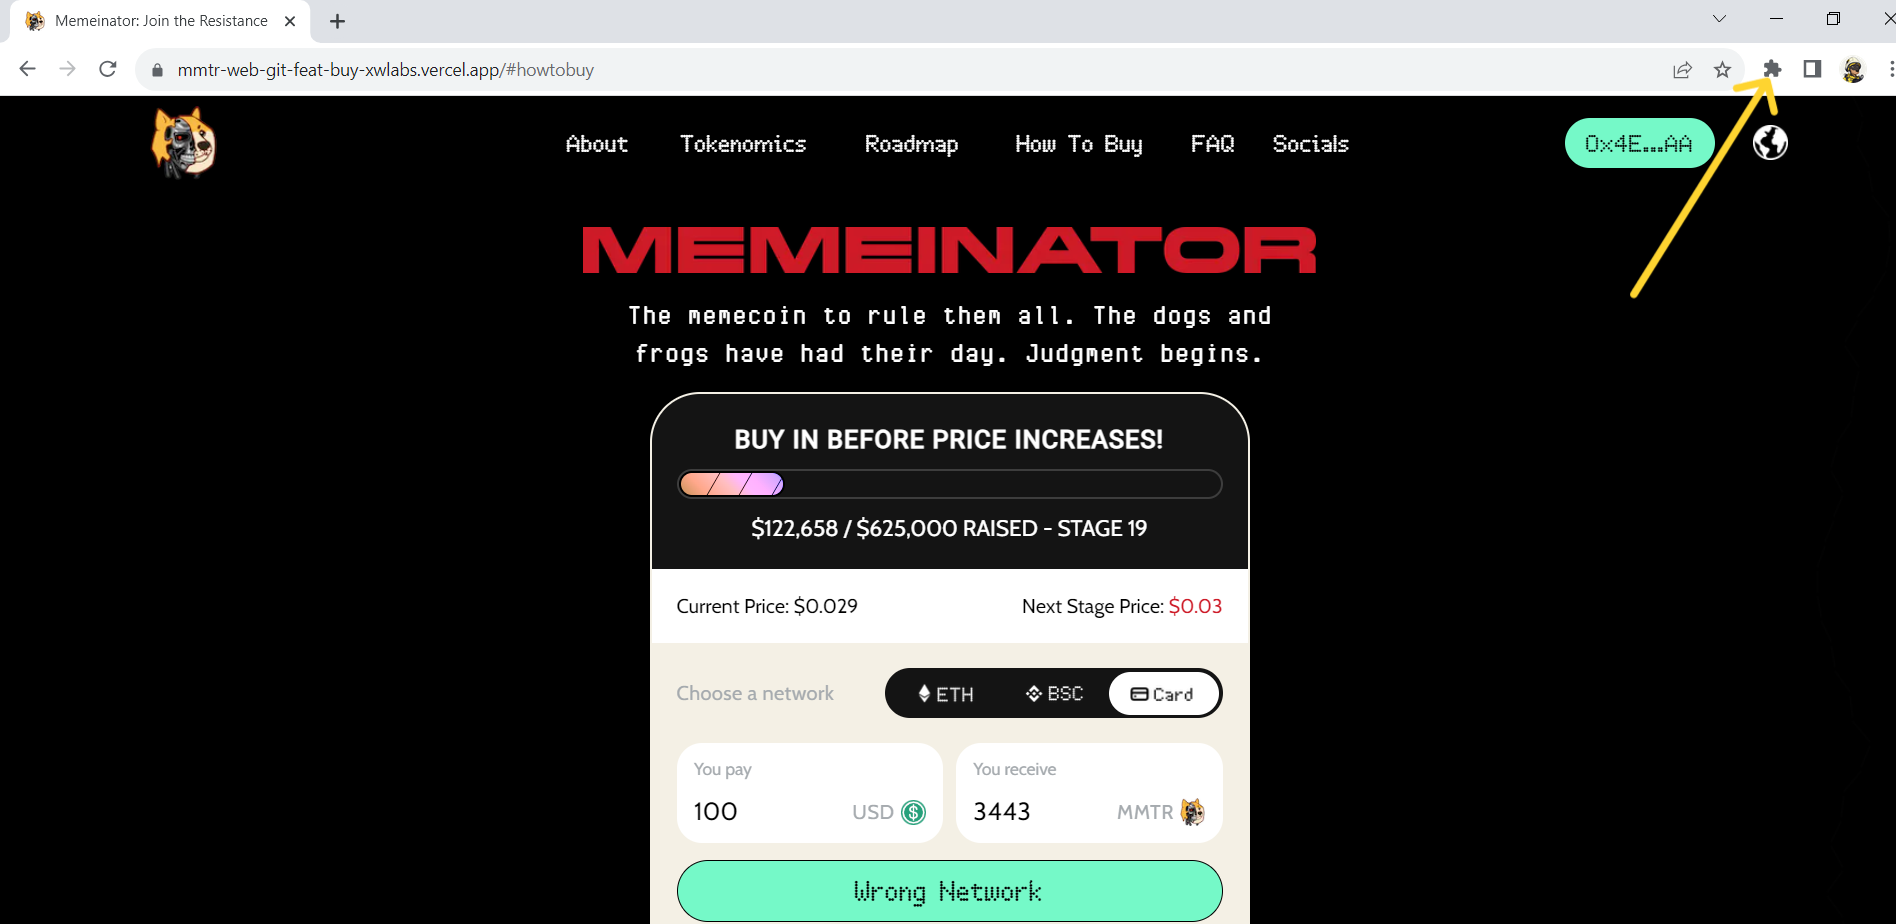 Memeinator: Join the Resistance
mmtr-web-git-feat-buy-xwlabs.vercel.app/#howtobuy
About Tokenomics Roadmap How To Buy FAQ Socials 0x4E...AA
MEMEINATOR
The memecoin to rule them all. The dogs and
frogs have had their day. Judgment begins.
BUY IN BEFORE PRICE INCREASES!
$122,658 / $625,000 RAISED - STAGE 19
Current Price: $0.029 Next Stage Price: $0.03
Choose a network ETH BSC Card
You pay You receive
100 USD 3443 MMTR
Wrong Network